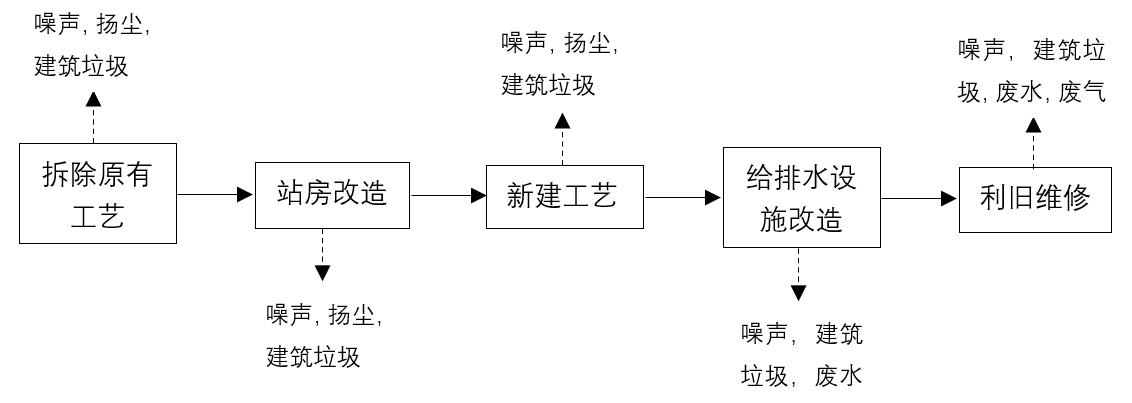 噪声, 扬尘,
建筑垃圾
噪声, 扬尘,
建筑垃圾
噪声, 建筑垃
圾, 废水, 废气
拆除原有
工艺
站房改造
新建工艺
给排水设
施改造
利旧维修
噪声, 扬尘,
建筑垃圾
噪声, 建筑
垃圾, 废水